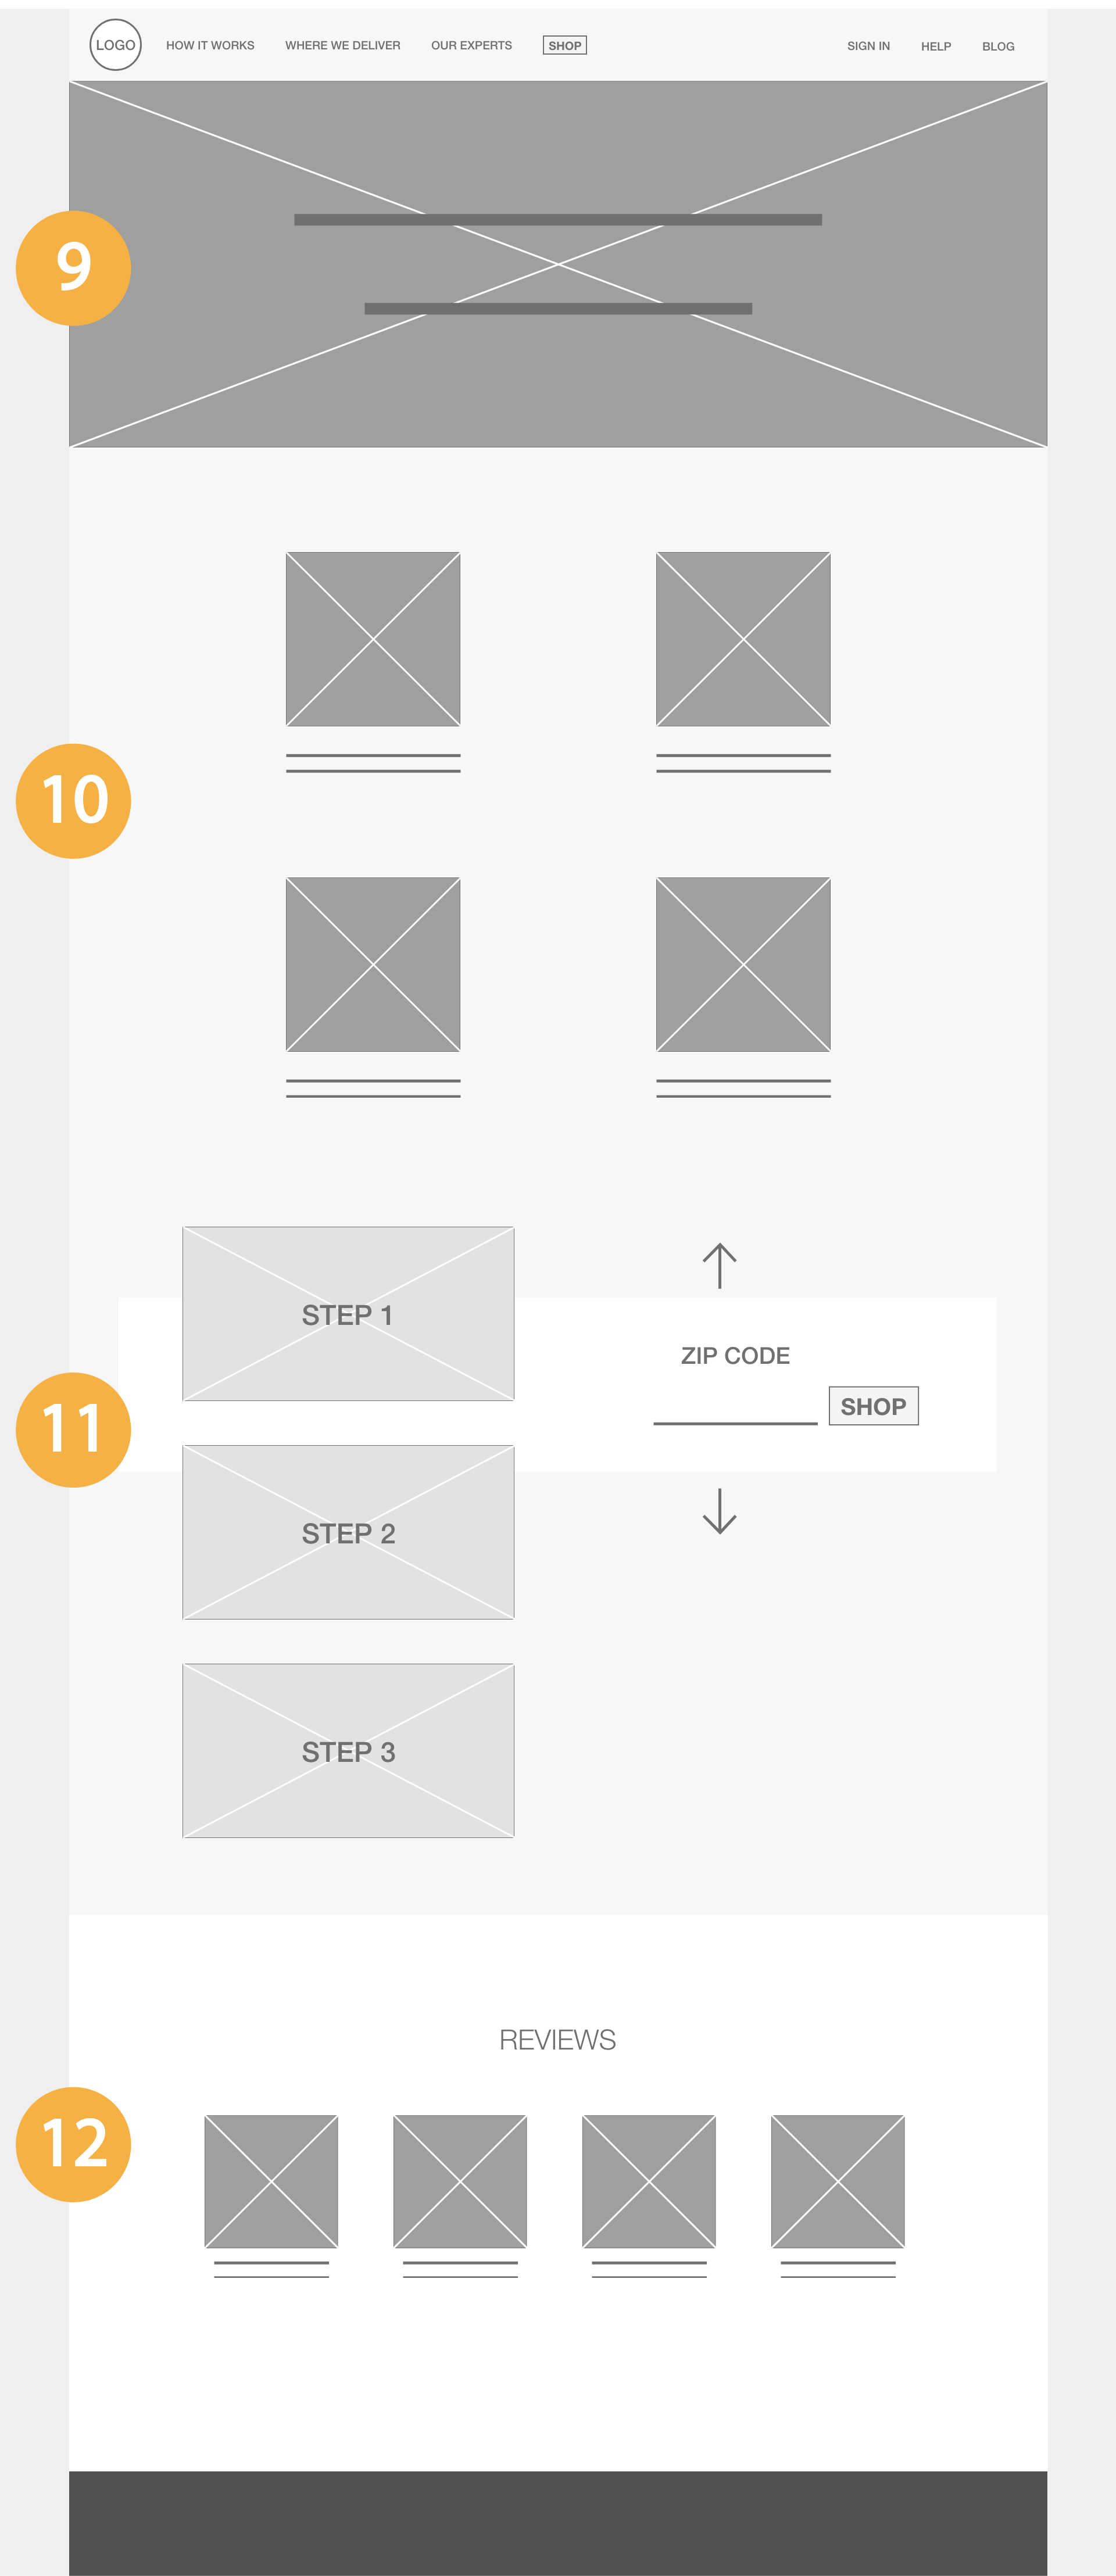 LOGO HOW IT WORKS WHERE WE DELIVER OUR EXPERTS SHOP SIGN IN HELP BLOG
9
10
STEP 1
ZIP CODE
SHOP
11
STEP 2
STEP 3
REVIEWS
12